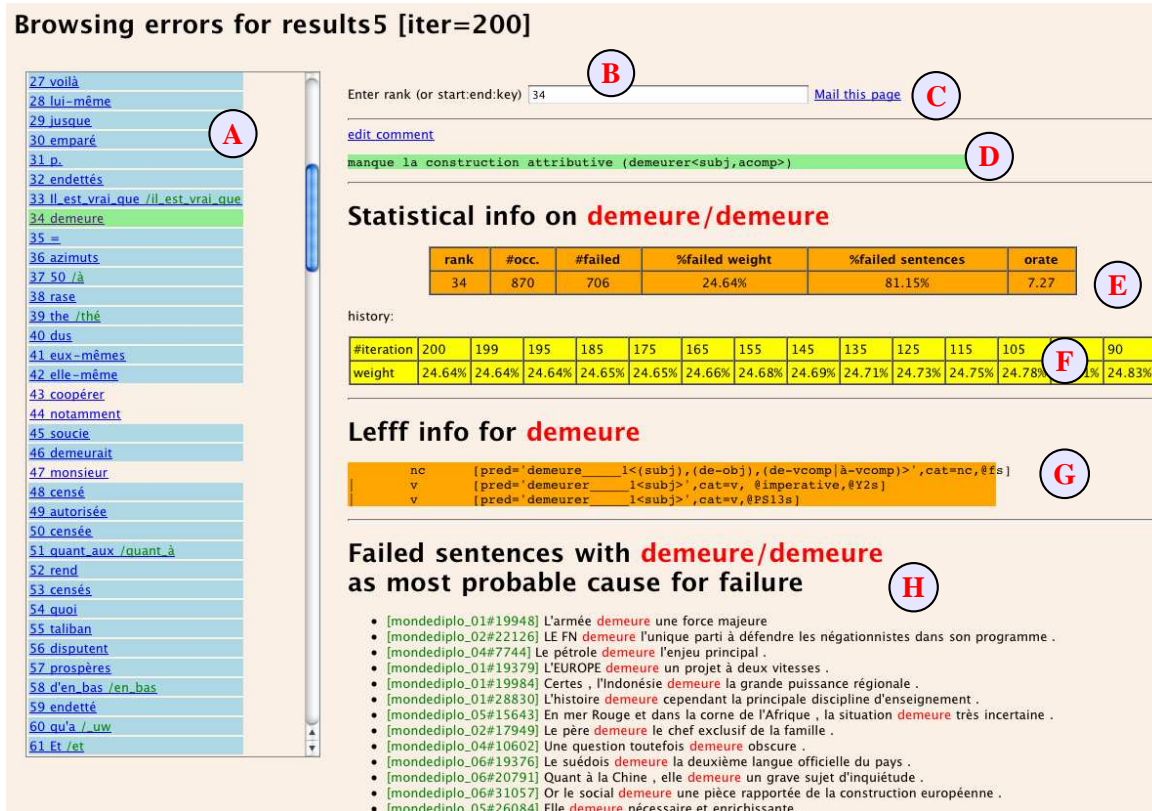 Browsing errors for results5 [iter=200]
27 voilà
28 lui-même
29 jusque
30 emparé
31 p.
32 endettés
33 Il_est_vrai_que /il_est_vrai_que
34 demeure
35 =
36 azimuts
37 50 /à
38 rase
39 the /thé
40 dus
41 eux-mêmes
42 elle-même
43 coopérer
44 notamment
45 soucie
46 demeurait
47 monsieur
48 censé
49 autorisée
50 censée
51 quant_aux /quant_à
52 rend
53 censés
54 quoi
55 taliban
56 disputent
57 prospères
58 d'en_bas /en_bas
59 endetté
60 qu'a /_uw
61 Et /et
A
B
Enter rank (or start:end:key) 34 Mail this page C
edit comment
manque la construction attributive (demeurer<subj,acomp>) D
Statistical info on demeure/demeure
rank #occ. #failed %failed weight %failed sentences orate
34 870 706 24.64% 81.15% 7.27
E
history:
#iteration 200 199 195 185 175 165 155 145 135 125 115 105 90
weight 24.64% 24.64% 24.64% 24.65% 24.65% 24.66% 24.68% 24.69% 24.71% 24.73% 24.75% 24.78% 24.83%
F
Lefff info for demeure
nc [pred='demeure_____1<(subj),(de-obj),(de-vcomp|à-vcomp)>',cat=nc,@fs]
| v [pred='demeurer_____1<subj>',cat=v, @imperative,@Y2s]
| v [pred='demeurer_____1<subj>',cat=v,@PS13s]
G
Failed sentences with demeure/demeure
as most probable cause for failure
H
• [mondediplo_01#19948] L'armée demeure une force majeure
• [mondediplo_02#22126] LE FN demeure l'unique parti à défendre les négationnistes dans son programme .
• [mondediplo_04#7744] Le pétrole demeure l'enjeu principal .
• [mondediplo_01#19379] L'EUROPE demeure un projet à deux vitesses .
• [mondediplo_01#19984] Certes , l'Indonésie demeure la grande puissance régionale .
• [mondediplo_01#28830] L'histoire demeure cependant la principale discipline d'enseignement .
• [mondediplo_05#15643] En mer Rouge et dans la corne de l'Afrique , la situation demeure très incertaine .
• [mondediplo_02#17949] Le père demeure le chef exclusif de la famille .
• [mondediplo_04#10602] Une question toutefois demeure obscure .
• [mondediplo_06#19376] Le suédois demeure la deuxième langue officielle du pays .
• [mondediplo_06#20791] Quant à la Chine , elle demeure un grave sujet d'inquiétude .
• [mondediplo_06#31057] Or le social demeure une pièce rapportée de la construction européenne .
• [mondediplo_05#26084] Elle demeure nécessaire et enrichissante